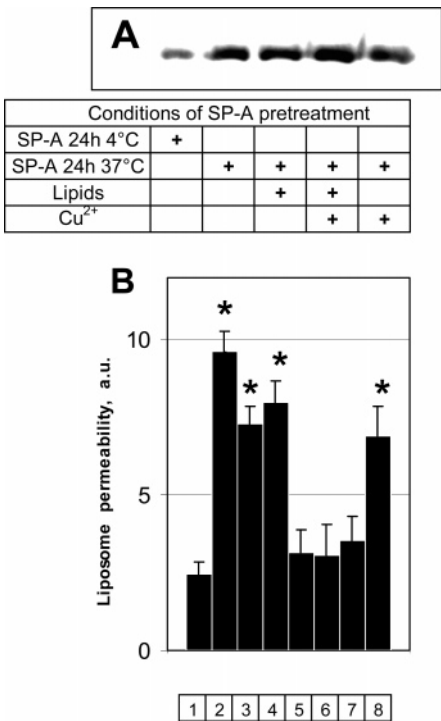 A
Conditions of SP-A pretreatment
SP-A 24h 4°C +
SP-A 24h 37°C + + + +
Lipids + +
Cu2+ + +
B
Liposome permeability, a.u.
10
5
0
* * * *
1 2 3 4 5 6 7 8